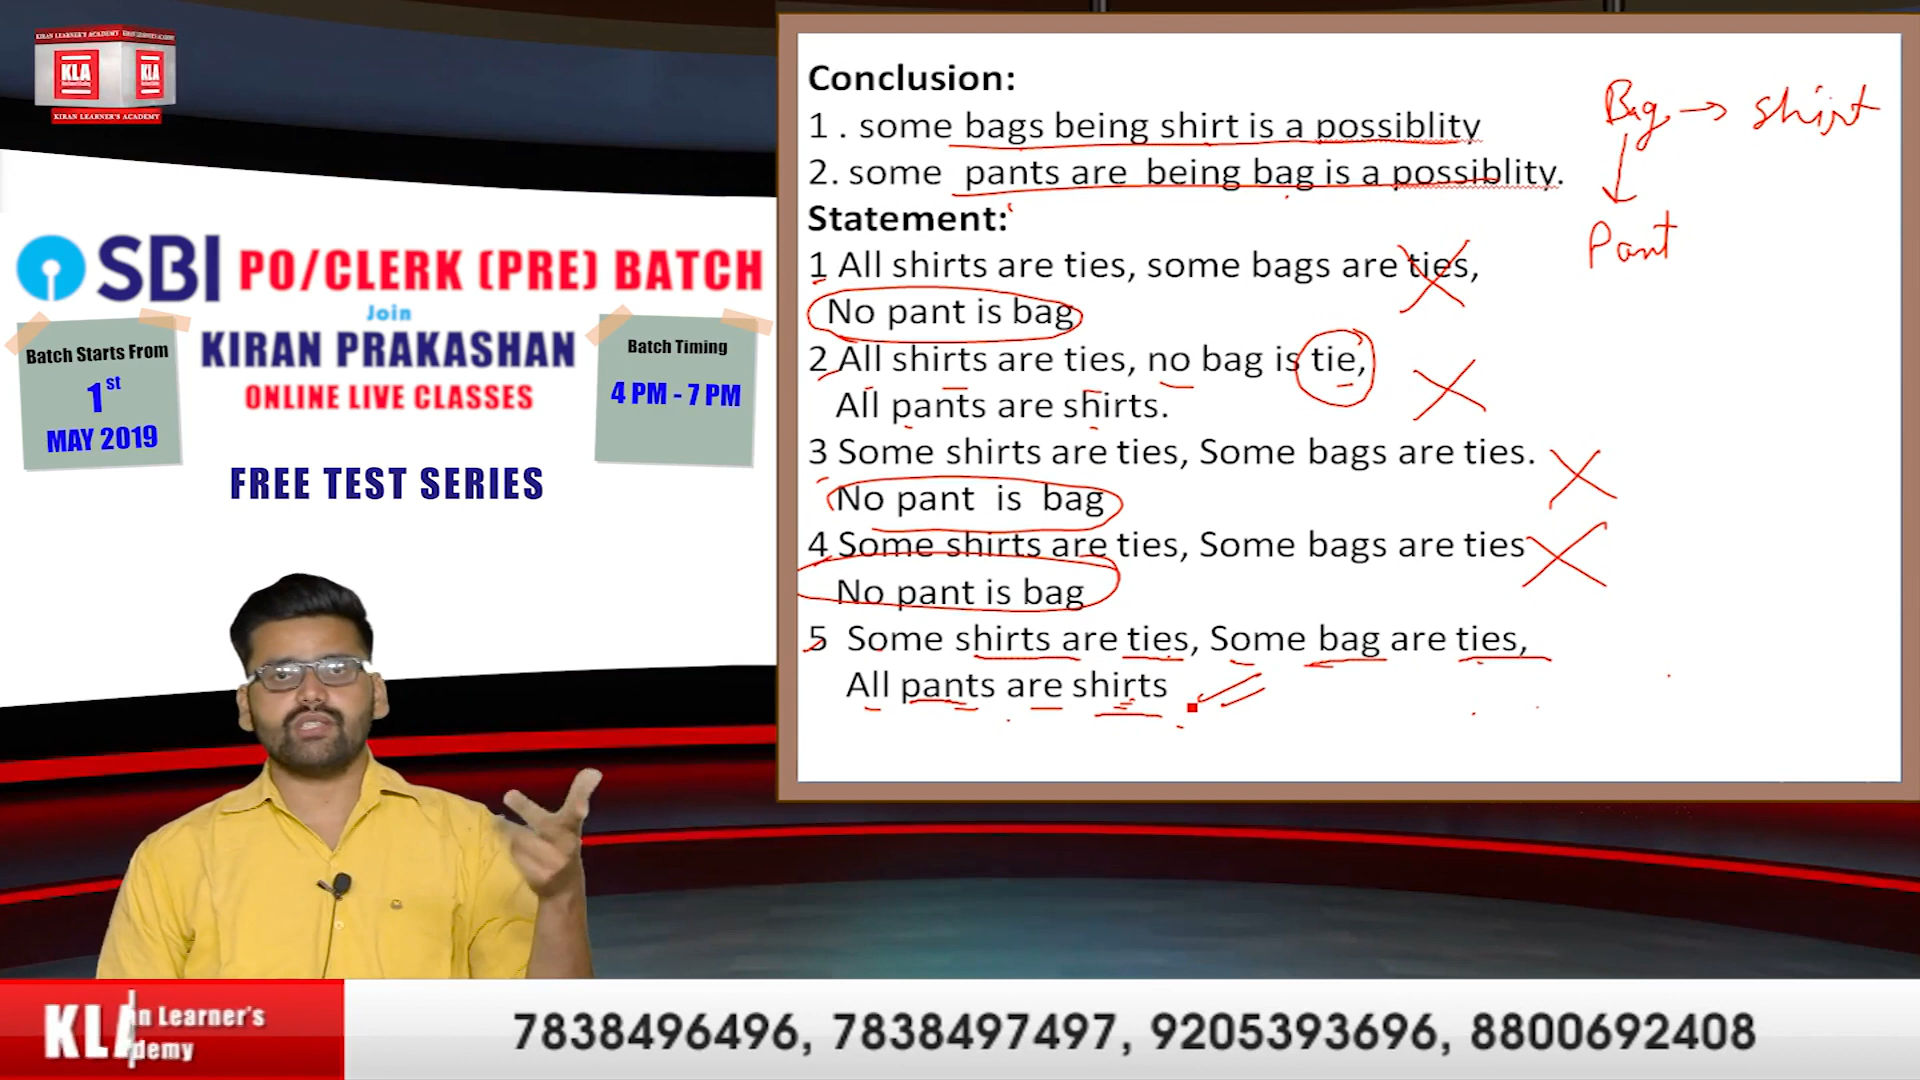 KIRAN LEARNER'S ACADEMY
KLA
KLA
KIRAN LEARNER'S ACADEMY
SBI PO/CLERK (PRE) BATCH
Join
KIRAN PRAKASHAN
ONLINE LIVE CLASSES
Batch Starts From
1st
MAY 2019
Batch Timing
4 PM - 7 PM
FREE TEST SERIES
Conclusion:
1 . some bags being shirt is a possiblity
2. some pants are being bag is a possiblity.
Statement:
1 All shirts are ties, some bags are ties,
No pant is bag
2 All shirts are ties, no bag is tie,
All pants are shirts.
3 Some shirts are ties, Some bags are ties.
No pant is bag
4 Some shirts are ties, Some bags are ties
No pant is bag
5 Some shirts are ties, Some bag are ties,
All pants are shirts
Bag → shirt
Pant
KLA
n Learner's
demy
7838496496, 7838497497, 9205393696, 8800692408